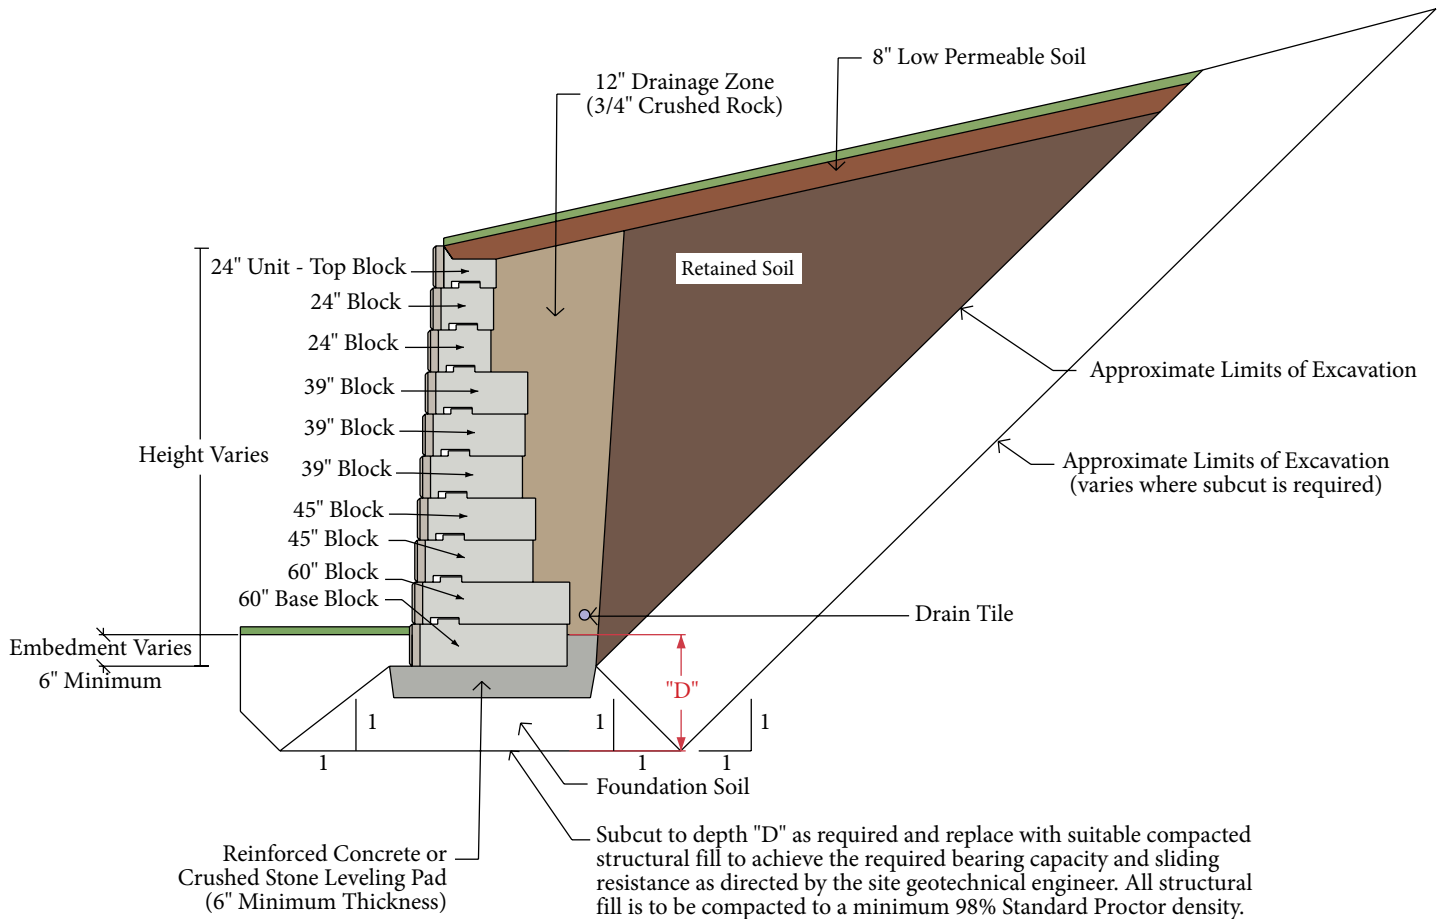 8" Low Permeable Soil
12" Drainage Zone
(3/4" Crushed Rock)
24" Unit - Top Block
Retained Soil
24" Block
24" Block
Approximate Limits of Excavation
39" Block
39" Block
Height Varies
Approximate Limits of Excavation
(varies where subcut is required)
39" Block
45" Block
45" Block
60" Block
60" Base Block
Drain Tile
Embedment Varies
6" Minimum
"D"
1
1
1
1
1
1
Foundation Soil
Subcut to depth "D" as required and replace with suitable compacted
structural fill to achieve the required bearing capacity and sliding
resistance as directed by the site geotechnical engineer. All structural
fill is to be compacted to a minimum 98% Standard Proctor density.
Reinforced Concrete or
Crushed Stone Leveling Pad
(6" Minimum Thickness)